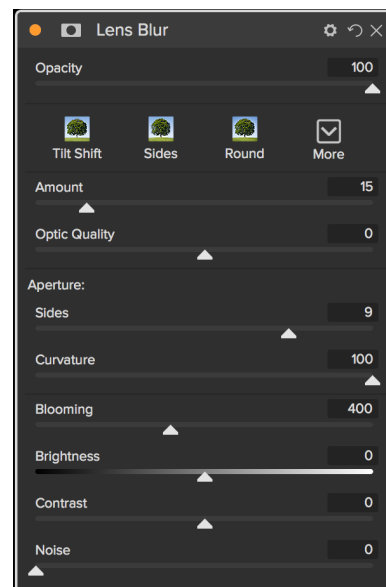 Lens Blur
Opacity 100
Tilt Shift Sides Round More
Amount 15
Optic Quality 0
Aperture:
Sides 9
Curvature 100
Blooming 400
Brightness 0
Contrast 0
Noise 0